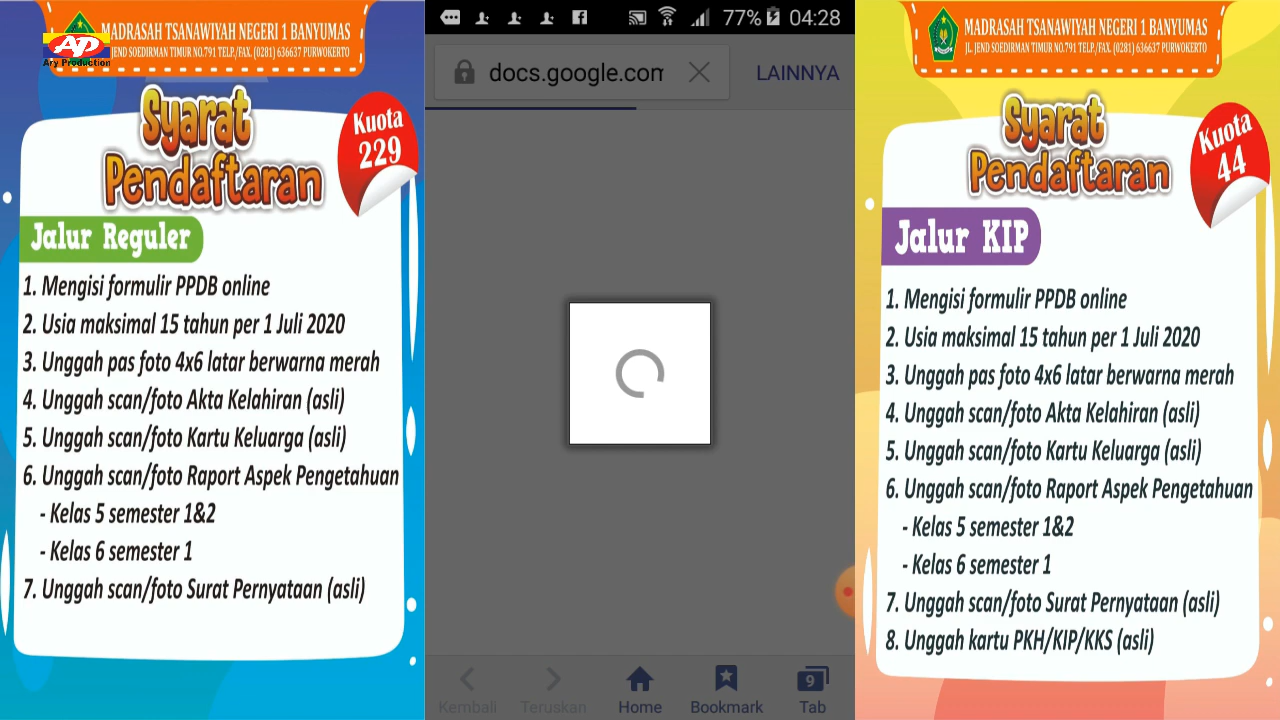 MADRASAH TSANAWIYAH NEGERI 1 BANYUMAS
JEND SOEDIRMAN TIMUR NO.791 TELP./FAX. (0281) 636637 PURWOKERTO
AP
Ary Production
Syarat
Pendaftaran
Kuota
229
Jalur Reguler
1. Mengisi formulir PPDB online
2. Usia maksimal 15 tahun per 1 Juli 2020
3. Unggah pas foto 4x6 latar berwarna merah
4. Unggah scan/foto Akta Kelahiran (asli)
5. Unggah scan/foto Kartu Keluarga (asli)
6. Unggah scan/foto Raport Aspek Pengetahuan
- Kelas 5 semester 1&2
- Kelas 6 semester 1
7. Unggah scan/foto Surat Pernyataan (asli)
77% 04:28
docs.google.com
LAINNYA
Kembali Teruskan Home Bookmark 9 Tab
MADRASAH TSANAWIYAH NEGERI 1 BANYUMAS
JL. JEND SOEDIRMAN TIMUR NO.791 TELP./FAX. (0281) 636637 PURWOKERTO
Syarat
Pendaftaran
Kuota
44
Jalur KIP
1. Mengisi formulir PPDB online
2. Usia maksimal 15 tahun per 1 Juli 2020
3. Unggah pas foto 4x6 latar berwarna merah
4. Unggah scan/foto Akta Kelahiran (asli)
5. Unggah scan/foto Kartu Keluarga (asli)
6. Unggah scan/foto Raport Aspek Pengetahuan
- Kelas 5 semester 1&2
- Kelas 6 semester 1
7. Unggah scan/foto Surat Pernyataan (asli)
8. Unggah kartu PKH/KIP/KKS (asli)